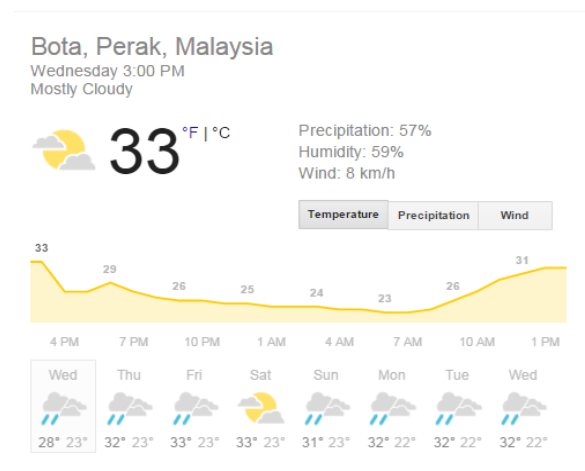 Bota, Perak, Malaysia
Wednesday 3:00 PM
Mostly Cloudy
33 °F | °C
Precipitation: 57%
Humidity: 59%
Wind: 8 km/h
Temperature Precipitation Wind
33 29 26 25 24 23 26 31
4 PM 7 PM 10 PM 1 AM 4 AM 7 AM 10 AM 1 PM
Wed Thu Fri Sat Sun Mon Tue Wed
28° 23° 32° 23° 33° 23° 33° 23° 31° 23° 32° 22° 32° 22° 32° 22°